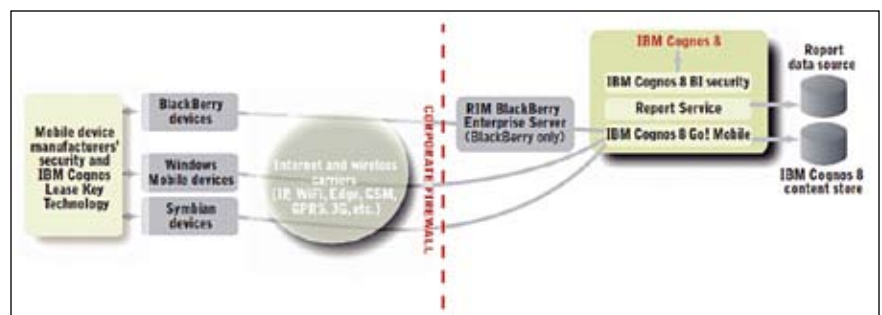 Mobile device
manufacturers'
security and
IBM Cognos
Lease Key
Technology
BlackBerry
devices
Windows
Mobile devices
Symbian
devices
Internet and wireless
carriers
(IP, WiFi, Edge, GSM,
GPRS, 3G, etc.)
CORPORATE FIREWALL
RIM BlackBerry
Enterprise Server
(BlackBerry only)
IBM Cognos 8
IBM Cognos 8 BI security
Report Service
IBM Cognos 8 Go! Mobile
Report
data source
IBM Cognos 8
content store